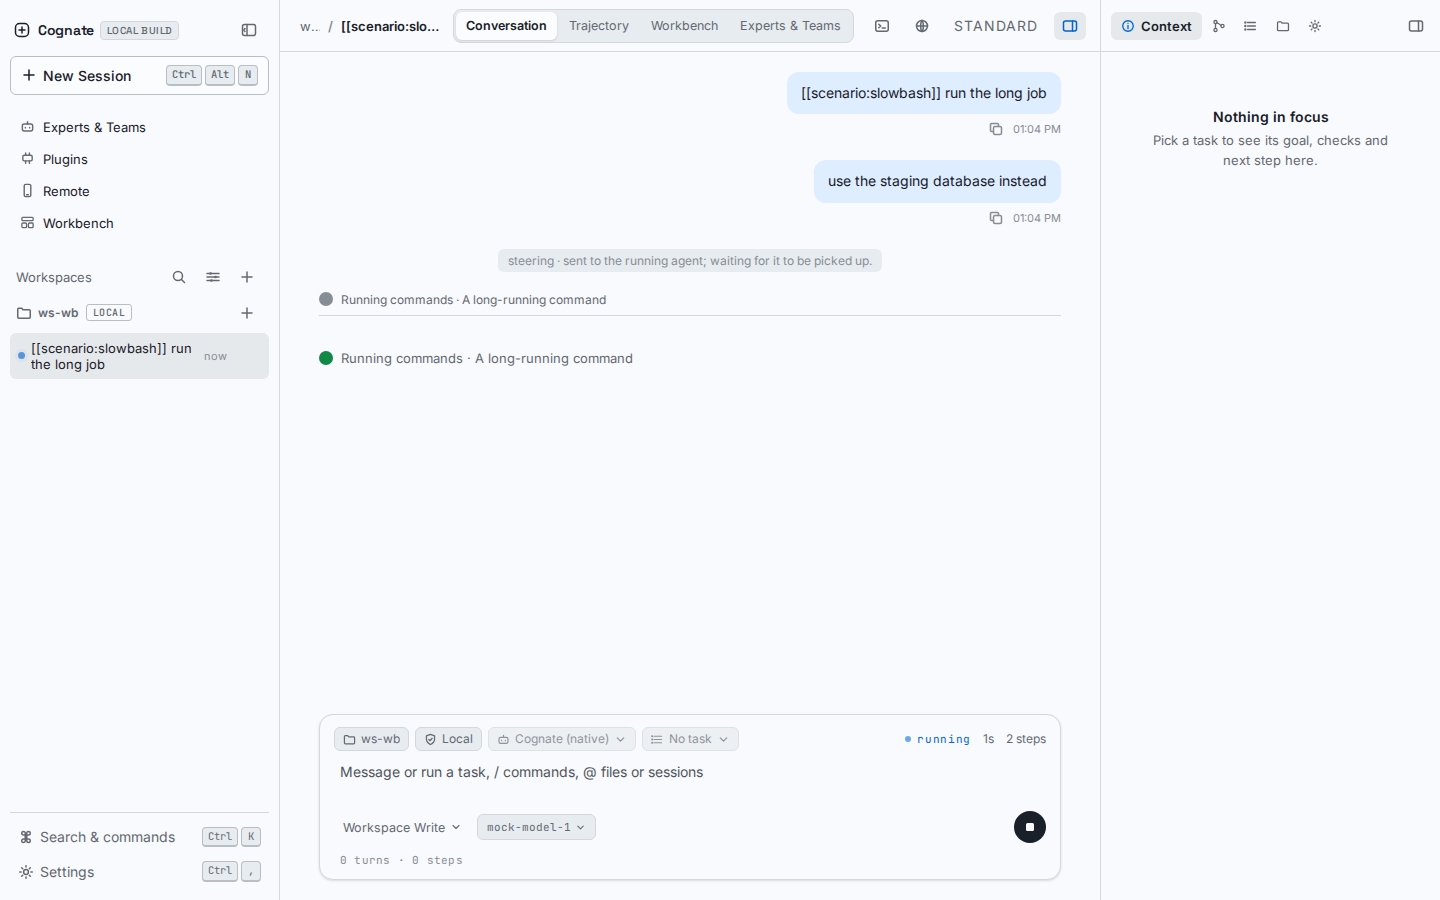 Cognate LOCAL BUILD
New Session Ctrl Alt N
Experts & Teams
Plugins
Remote
Workbench
Workspaces
ws-wb LOCAL
[[scenario:slowbash]] run
the long job
now
Search & commands Ctrl K
Settings Ctrl ,
w... / [[scenario:slo...
Conversation Trajectory Workbench Experts & Teams
STANDARD
[[scenario:slowbash]] run the long job
01:04 PM
use the staging database instead
01:04 PM
steering · sent to the running agent; waiting for it to be picked up.
Running commands · A long-running command
Running commands · A long-running command
ws-wb Local Cognate (native) No task
running 1s 2 steps
Message or run a task, / commands, @ files or sessions
Workspace Write mock-model-1
0 turns · 0 steps
Context
Nothing in focus
Pick a task to see its goal, checks and
next step here.